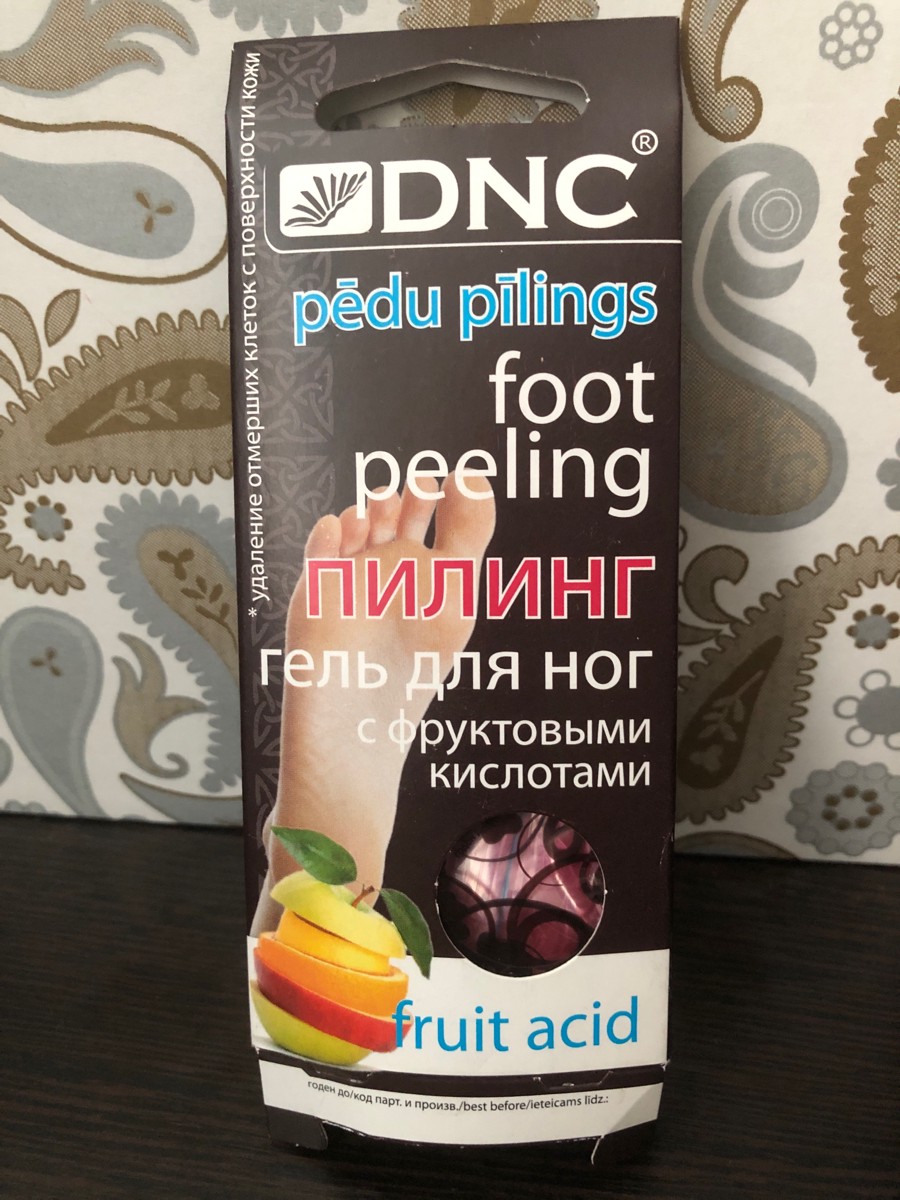 DNC®
pēdu pīlings
foot
peeling
пилинг
гель для ног
с фруктовыми
кислотами
fruit acid
* удаление отмерших клеток с поверхности кожи
годен до/код парт. и произв./best before/ieteicams līdz.: